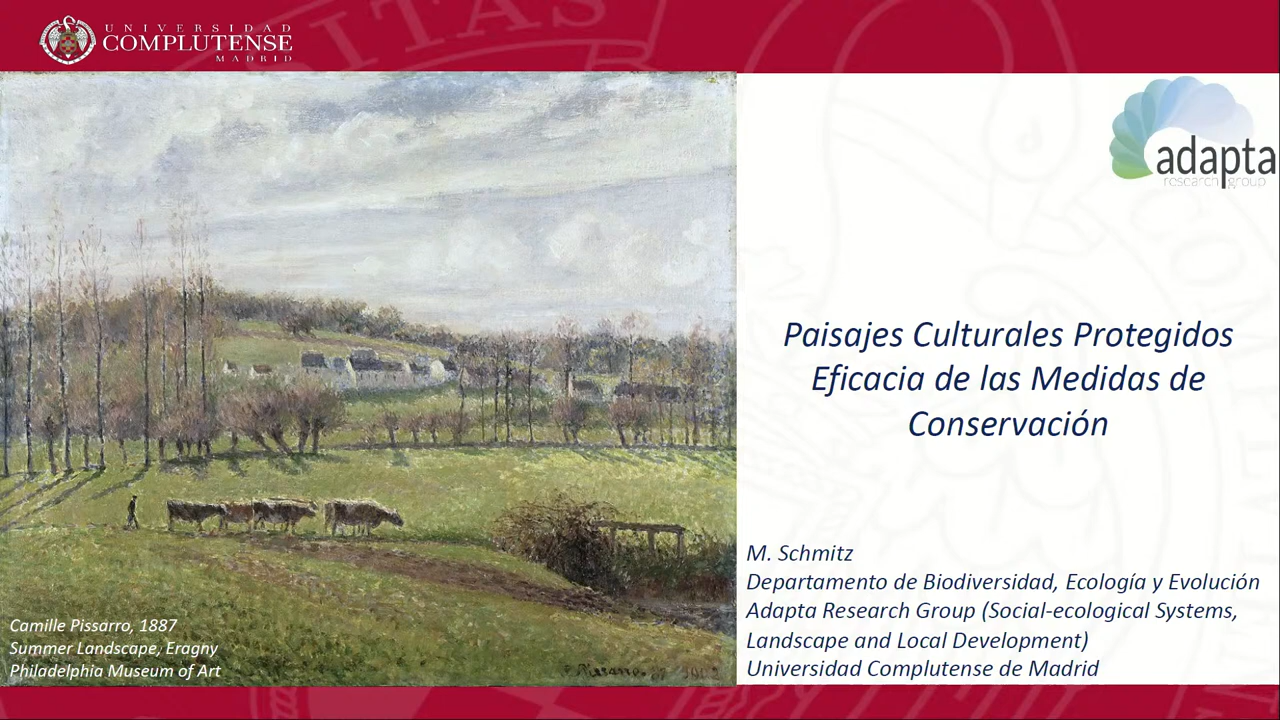 UNIVERSIDAD
COMPLUTENSE
MADRID
adapta
research group
Paisajes Culturales Protegidos
Eficacia de las Medidas de
Conservación
M. Schmitz
Departamento de Biodiversidad, Ecología y Evolución
Adapta Research Group (Social-ecological Systems,
Landscape and Local Development)
Universidad Complutense de Madrid
Camille Pissarro, 1887
Summer Landscape, Eragny
Philadelphia Museum of Art